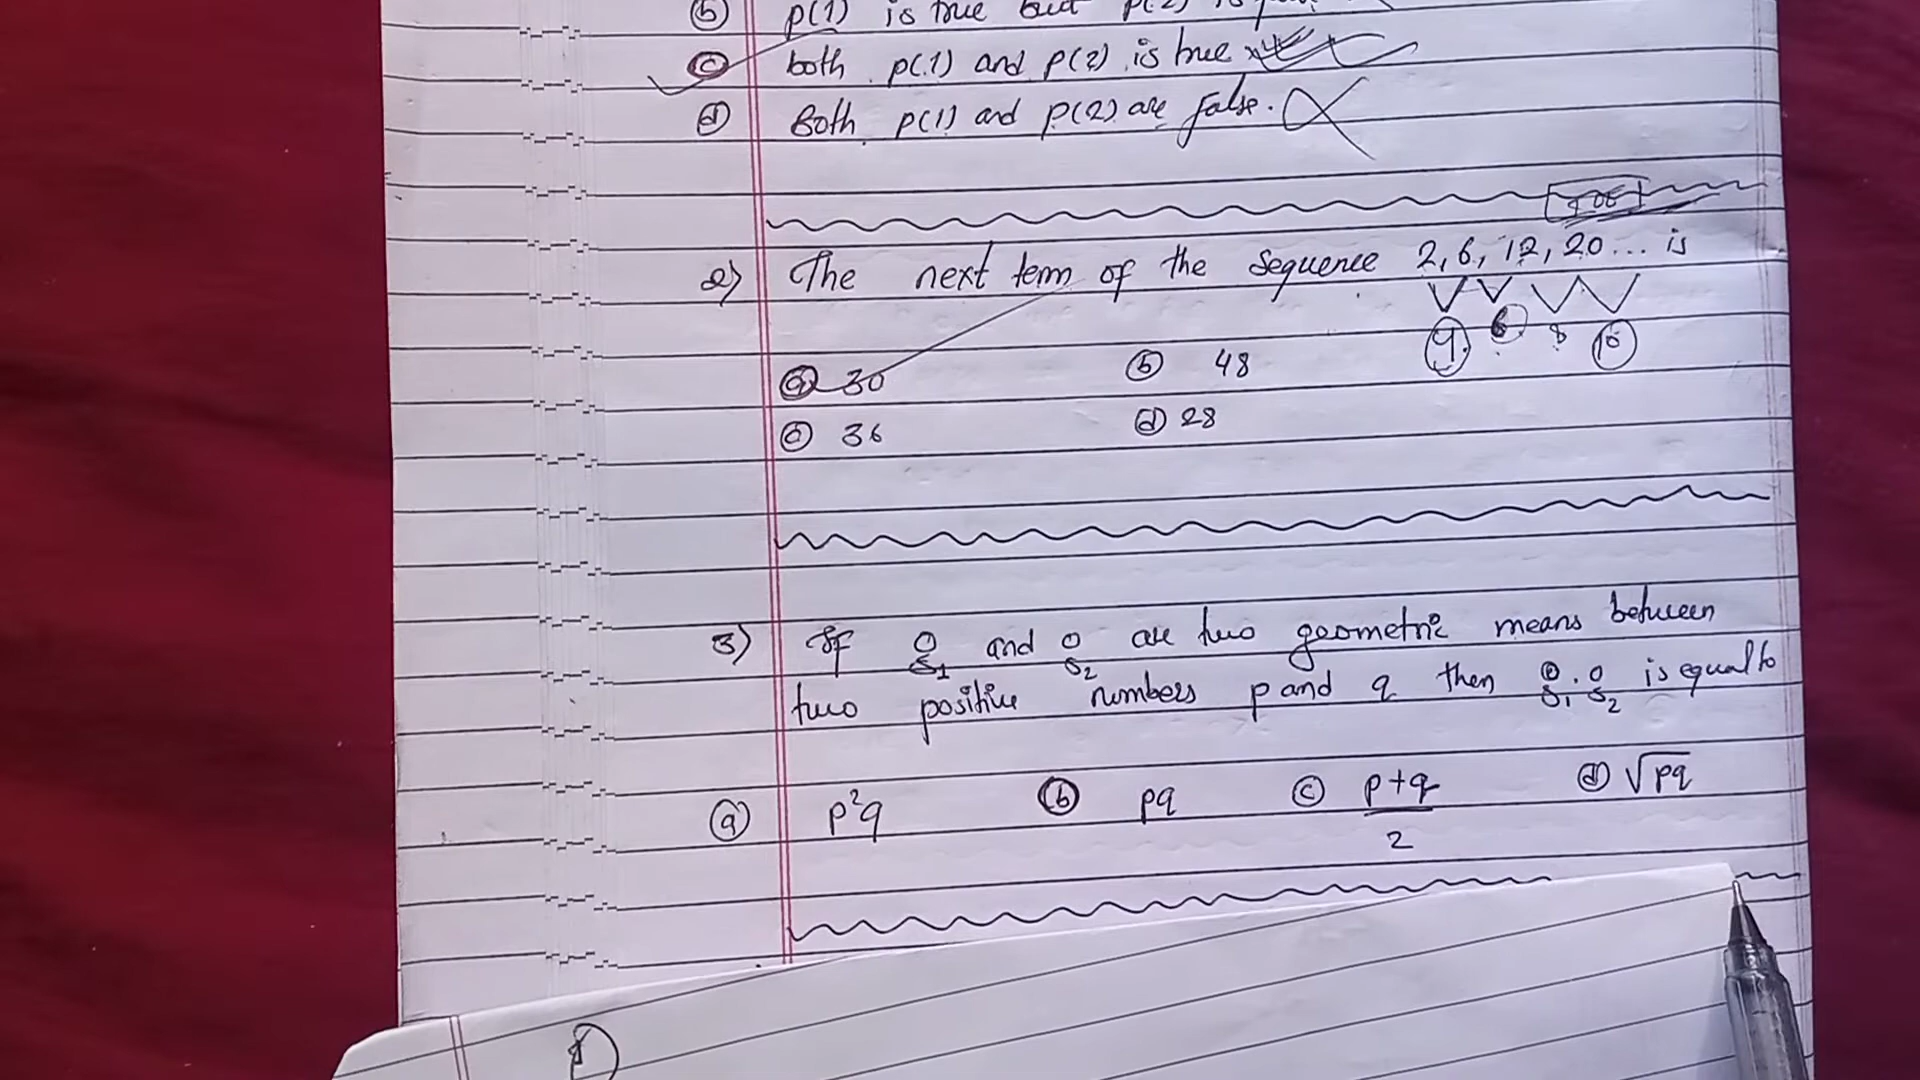 (b) p(1) is true but p(2) is
(c) both p(1) and p(2) is true
(d) Both p(1) and p(2) are false.
2) The next term of the sequence 2, 6, 12, 20 ... is
4 6 8 10
(a) 30 (b) 48
(c) 36 (d) 28
3) If g₁ and g₂ are two geometric means between
two positive numbers p and q then g₁.g₂ is equal to
(a) p²q (b) pq (c) p+q/2 (d) √pq